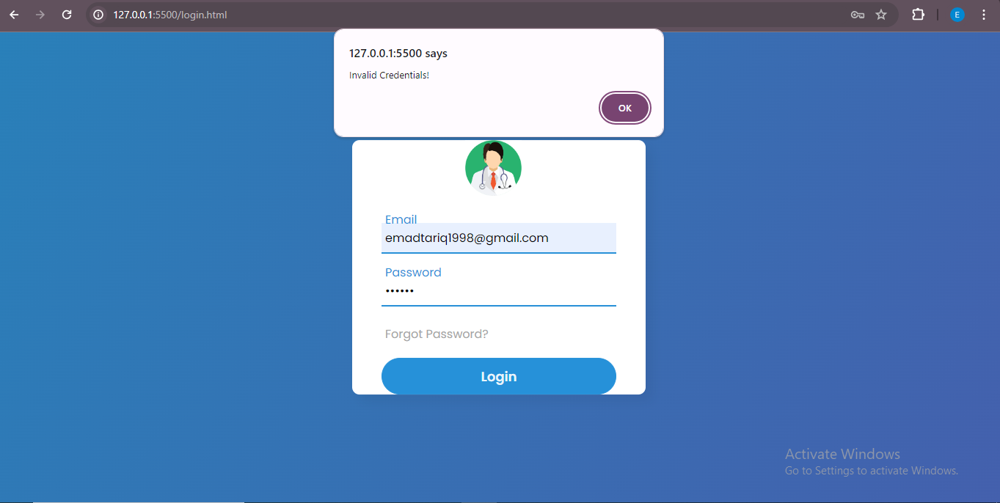 127.0.0.1:5500/login.html
E
127.0.0.1:5500 says
Invalid Credentials!
OK
Email
emadtariq1998@gmail.com
Password
••••••
Forgot Password?
Login
Activate Windows
Go to Settings to activate Windows.